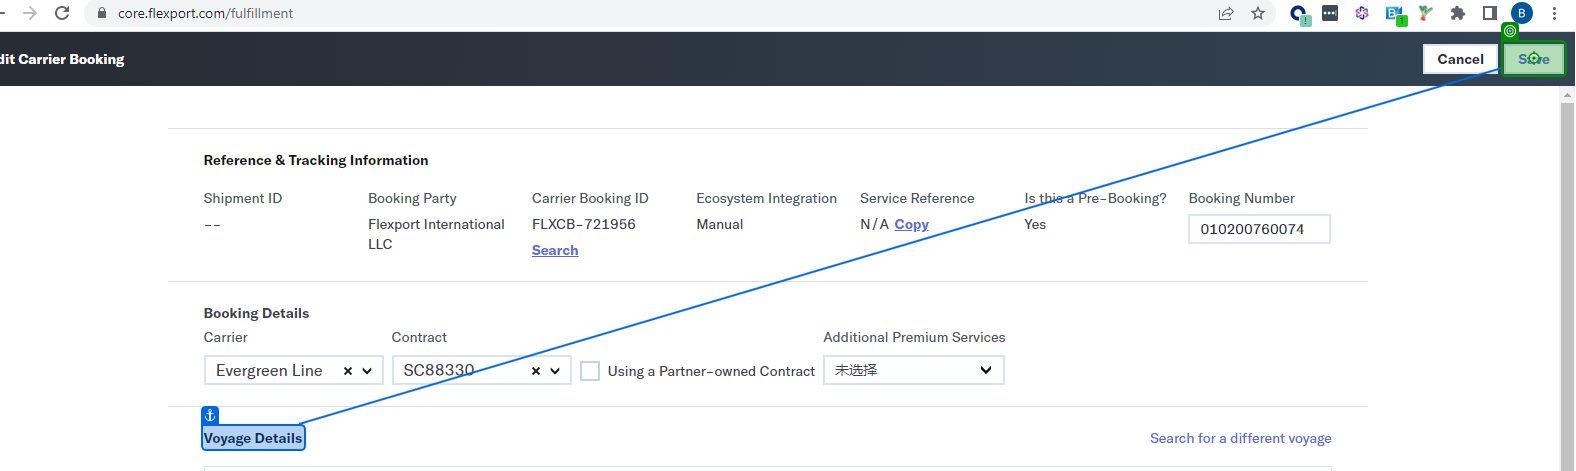 core.flexport.com/fulfillment
B
dit Carrier Booking
Cancel
Save
Reference & Tracking Information
Shipment ID
Booking Party
Carrier Booking ID
Ecosystem Integration
Service Reference
Is this a Pre-Booking?
Booking Number
--
Flexport International LLC
FLXCB-721956
Manual
N/A Copy
Yes
010200760074
Search
Booking Details
Carrier
Contract
Additional Premium Services
Evergreen Line
SC88330
Using a Partner-owned Contract
未选择
Voyage Details
Search for a different voyage